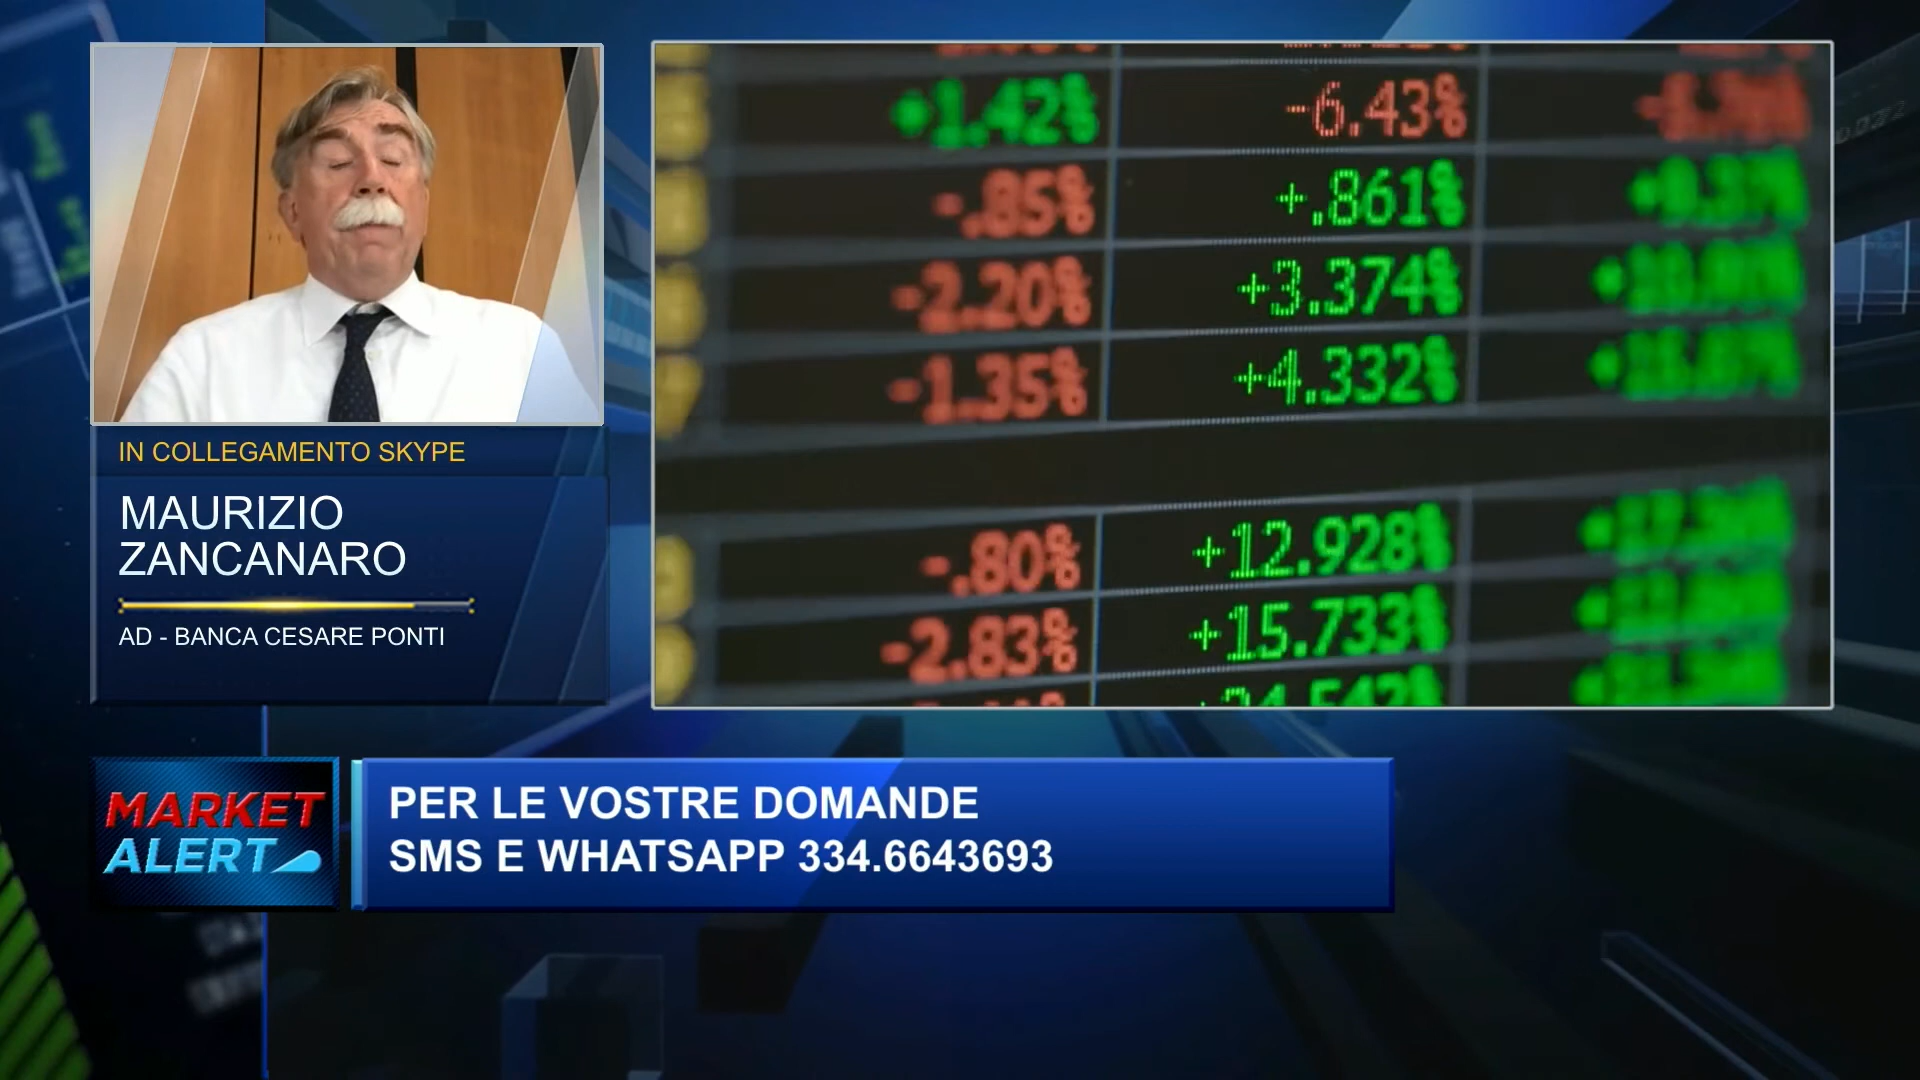 IN COLLEGAMENTO SKYPE
MAURIZIO
ZANCANARO
AD - BANCA CESARE PONTI
+1.42% -6.43%
-.85% +.861%
-2.20% +3.374%
-1.35% +4.332%
-.80% +12.928%
-2.83% +15.733%
MARKET
ALERT
PER LE VOSTRE DOMANDE
SMS E WHATSAPP 334.6643693